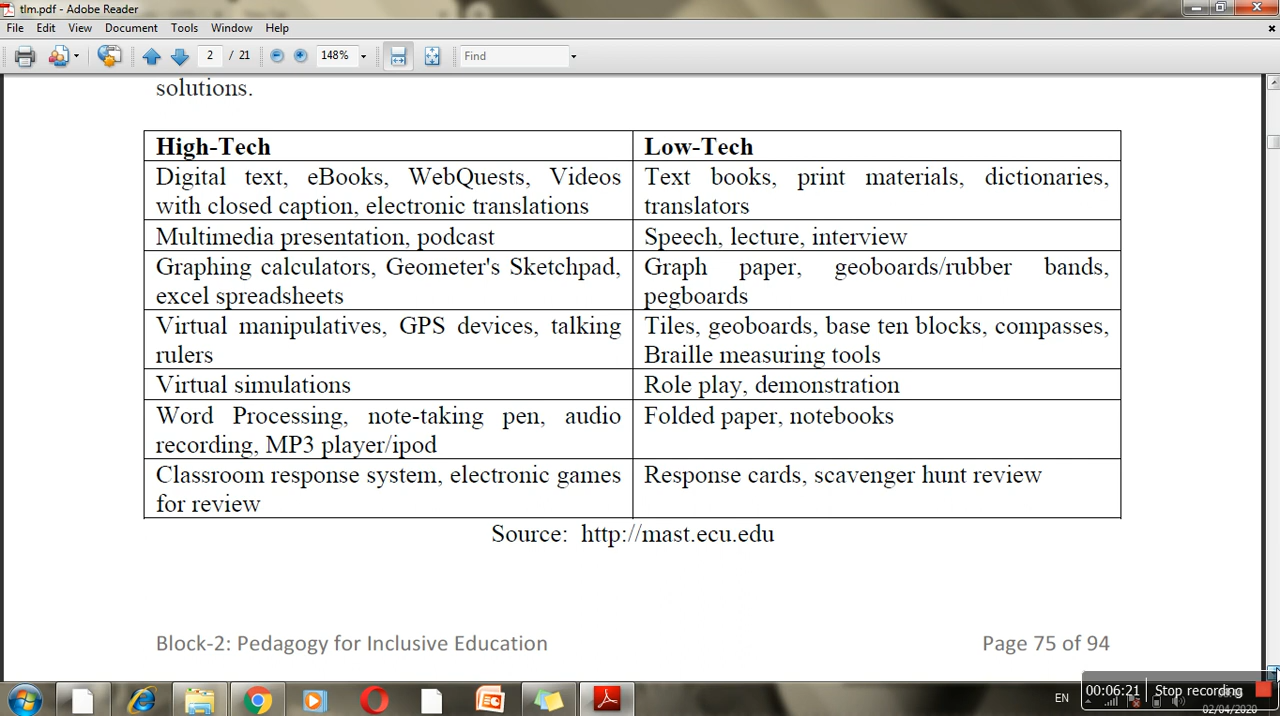 tlm.pdf - Adobe Reader
File Edit View Document Tools Window Help
2 / 21 148% Find
solutions.
High-Tech
Low-Tech
Digital text, eBooks, WebQuests, Videos
with closed caption, electronic translations
Text books, print materials, dictionaries,
translators
Multimedia presentation, podcast
Speech, lecture, interview
Graphing calculators, Geometer's Sketchpad,
excel spreadsheets
Graph paper, geoboards/rubber bands,
pegboards
Virtual manipulatives, GPS devices, talking
rulers
Tiles, geoboards, base ten blocks, compasses,
Braille measuring tools
Virtual simulations
Role play, demonstration
Word Processing, note-taking pen, audio
recording, MP3 player/ipod
Folded paper, notebooks
Classroom response system, electronic games
for review
Response cards, scavenger hunt review
Source: http://mast.ecu.edu
Block-2: Pedagogy for Inclusive Education
Page 75 of 94
EN
00:06:21 Stop recording
02/04/2020